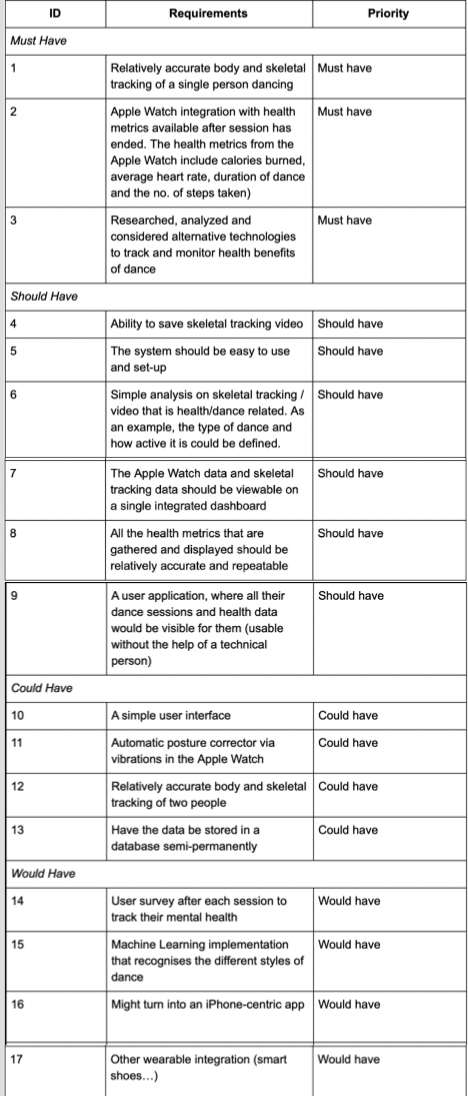 ID Requirements Priority
Must Have
1 Relatively accurate body and skeletal Must have
tracking of a single person dancing
2 Apple Watch integration with health Must have
metrics available after session has
ended. The health metrics from the
Apple Watch include calories burned,
average heart rate, duration of dance
and the no. of steps taken)
3 Researched, analyzed and Must have
considered alternative technologies
to track and monitor health benefits
of dance
Should Have
4 Ability to save skeletal tracking video Should have
5 The system should be easy to use Should have
and set-up
6 Simple analysis on skeletal tracking / Should have
video that is health/dance related. As
an example, the type of dance and
how active it is could be defined.
7 The Apple Watch data and skeletal Should have
tracking data should be viewable on
a single integrated dashboard
8 All the health metrics that are Should have
gathered and displayed should be
relatively accurate and repeatable
9 A user application, where all their Should have
dance sessions and health data
would be visible for them (usable
without the help of a technical
person)
Could Have
10 A simple user interface Could have
11 Automatic posture corrector via Could have
vibrations in the Apple Watch
12 Relatively accurate body and skeletal Could have
tracking of two people
13 Have the data be stored in a Could have
database semi-permanently
Would Have
14 User survey after each session to Would have
track their mental health
15 Machine Learning implementation Would have
that recognises the different styles of
dance
16 Might turn into an iPhone-centric app Would have
17 Other wearable integration (smart Would have
shoes...)